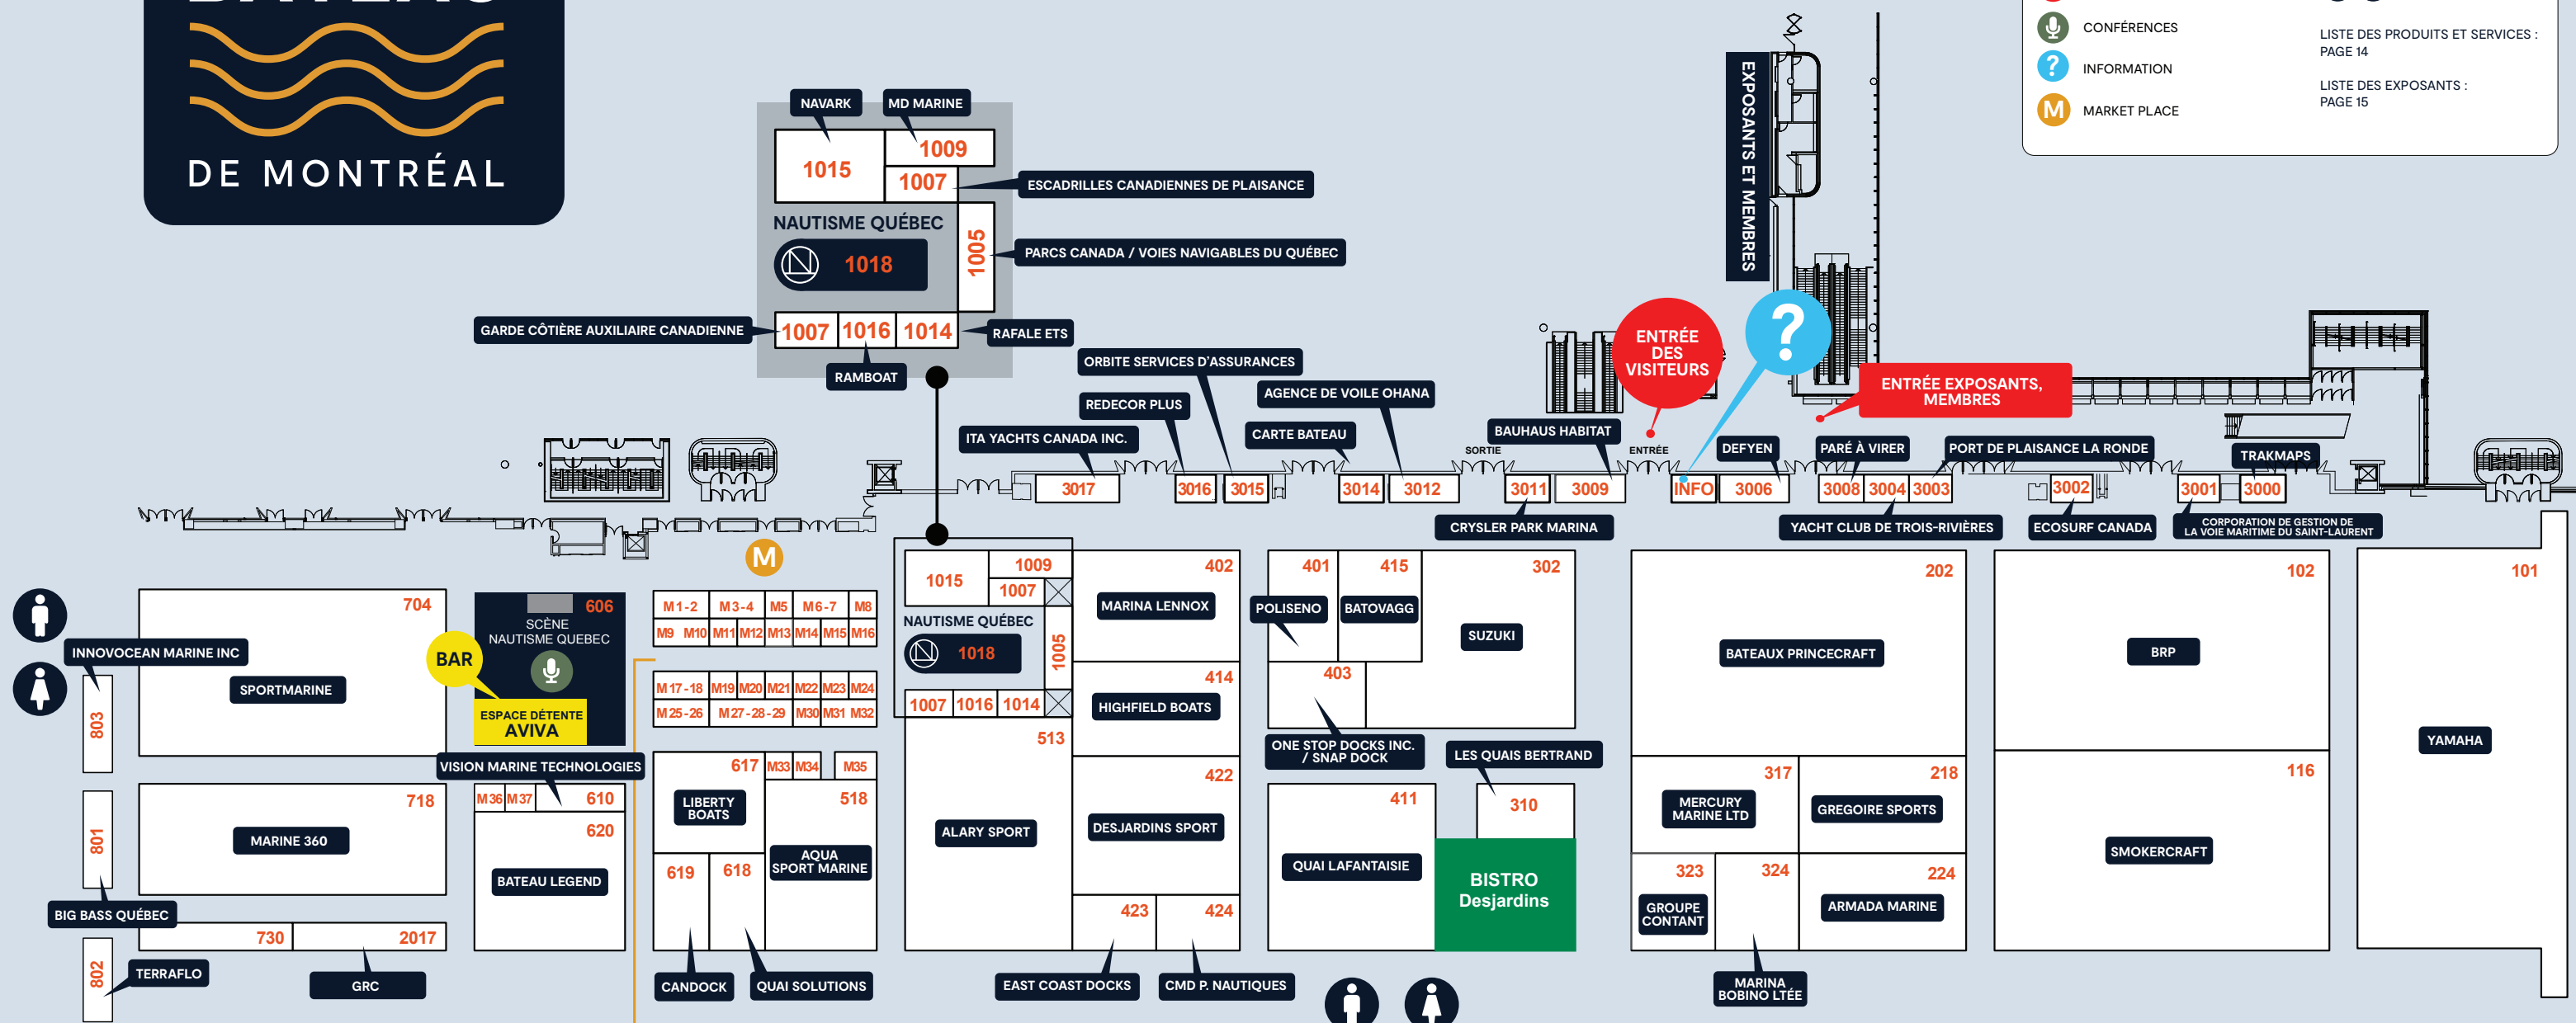 DE MONTRÉAL
CONFÉRENCES
INFORMATION
MARKET PLACE
LISTE DES PRODUITS ET SERVICES :
PAGE 14
LISTE DES EXPOSANTS :
PAGE 15
?
M
EXPOSANTS ET MEMBRES
NAVARK
MD MARINE
1015
1009
1007
ESCADRILLES CANADIENNES DE PLAISANCE
NAUTISME QUÉBEC
1018
1005
PARCS CANADA / VOIES NAVIGABLES DU QUÉBEC
GARDE CÔTIÈRE AUXILIAIRE CANADIENNE
1007
1016
1014
RAFALE ETS
RAMBOAT
ENTRÉE
DES
VISITEURS
?
ENTRÉE EXPOSANTS,
MEMBRES
ORBITE SERVICES D'ASSURANCES
REDECOR PLUS
AGENCE DE VOILE OHANA
ITA YACHTS CANADA INC.
CARTE BATEAU
BAUHAUS HABITAT
SORTIE
ENTRÉE
DEFYEN
PARÉ À VIRER
PORT DE PLAISANCE LA RONDE
TRAKMAPS
3017
3016
3015
3014
3012
3011
3009
INFO
3006
3008
3004
3003
3002
3001
3000
CRYSLER PARK MARINA
YACHT CLUB DE TROIS-RIVIÈRES
ECOSURF CANADA
CORPORATION DE GESTION DE
LA VOIE MARITIME DU SAINT-LAURENT
M
704
SPORTMARINE
INNOVOCEAN MARINE INC
803
801
BIG BASS QUÉBEC
802
TERRAFLO
718
MARINE 360
730
2017
GRC
606
SCÈNE
NAUTISME QUEBEC
BAR
ESPACE DÉTENTE
AVIVA
VISION MARINE TECHNOLOGIES
M36
M37
610
620
BATEAU LEGEND
M1-2
M3-4
M5
M6-7
M8
M9
M10
M11
M12
M13
M14
M15
M16
M17-18
M19
M20
M21
M22
M23
M24
M25-26
M27-28-29
M30
M31
M32
617
M33
M34
M35
LIBERTY
BOATS
518
AQUA
SPORT MARINE
619
618
CANDOCK
QUAI SOLUTIONS
1015
1009
1007
NAUTISME QUÉBEC
1018
1005
1007
1016
1014
513
ALARY SPORT
402
MARINA LENNOX
414
HIGHFIELD BOATS
422
DESJARDINS SPORT
423
424
EAST COAST DOCKS
CMD P. NAUTIQUES
401
POLISENO
415
BATOVAGG
302
SUZUKI
403
ONE STOP DOCKS INC.
/ SNAP DOCK
LES QUAIS BERTRAND
411
QUAI LAFANTAISIE
310
BISTRO
Desjardins
202
BATEAUX PRINCECRAFT
317
MERCURY
MARINE LTD
218
GREGOIRE SPORTS
323
GROUPE
CONTANT
324
MARINA
BOBINO LTÉE
224
ARMADA MARINE
102
BRP
116
SMOKERCRAFT
101
YAMAHA